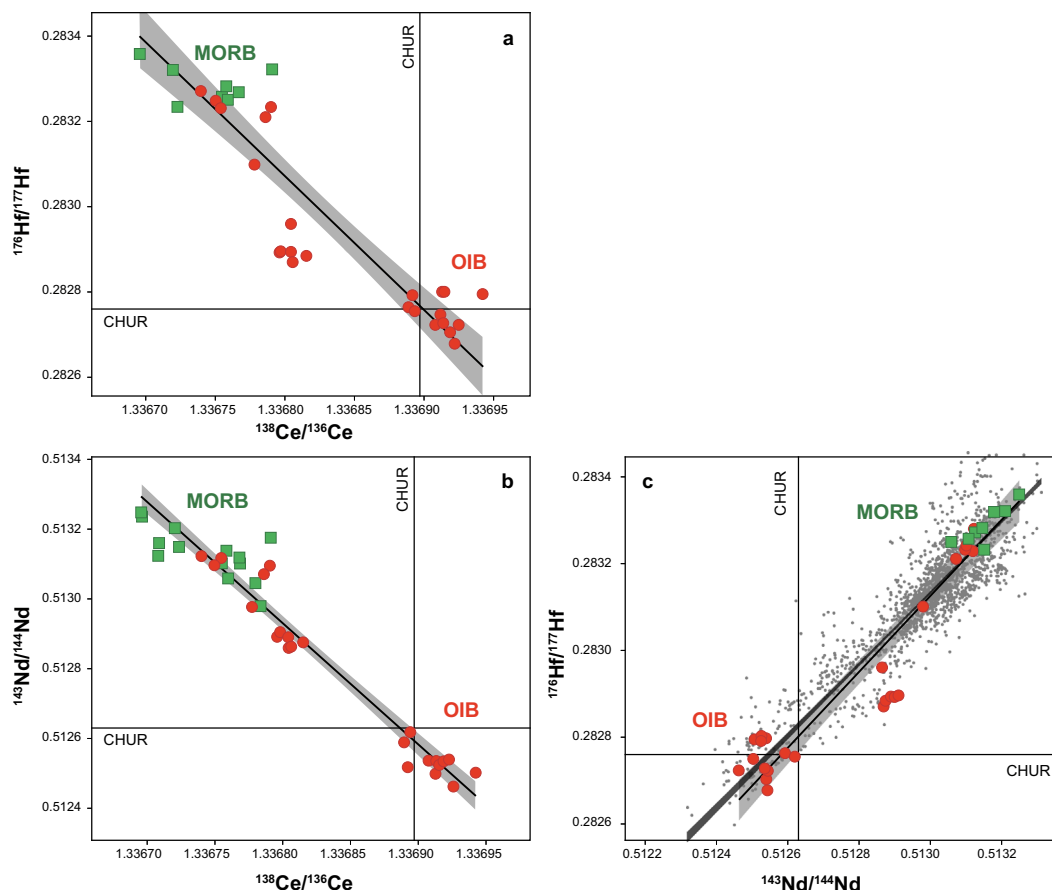 a
MORB
CHUR
OIB
CHUR
0.2834
0.2832
0.2830
0.2828
0.2826
¹⁷⁶Hf/¹⁷⁷Hf
1.33670 1.33675 1.33680 1.33685 1.33690 1.33695
¹³⁸Ce/¹³⁶Ce
b
MORB
CHUR
OIB
CHUR
0.5134
0.5132
0.5130
0.5128
0.5126
0.5124
¹⁴³Nd/¹⁴⁴Nd
1.33670 1.33675 1.33680 1.33685 1.33690 1.33695
¹³⁸Ce/¹³⁶Ce
c
CHUR
MORB
OIB
CHUR
0.2834
0.2832
0.2830
0.2828
0.2826
¹⁷⁶Hf/¹⁷⁷Hf
0.5122 0.5124 0.5126 0.5128 0.5130 0.5132
¹⁴³Nd/¹⁴⁴Nd